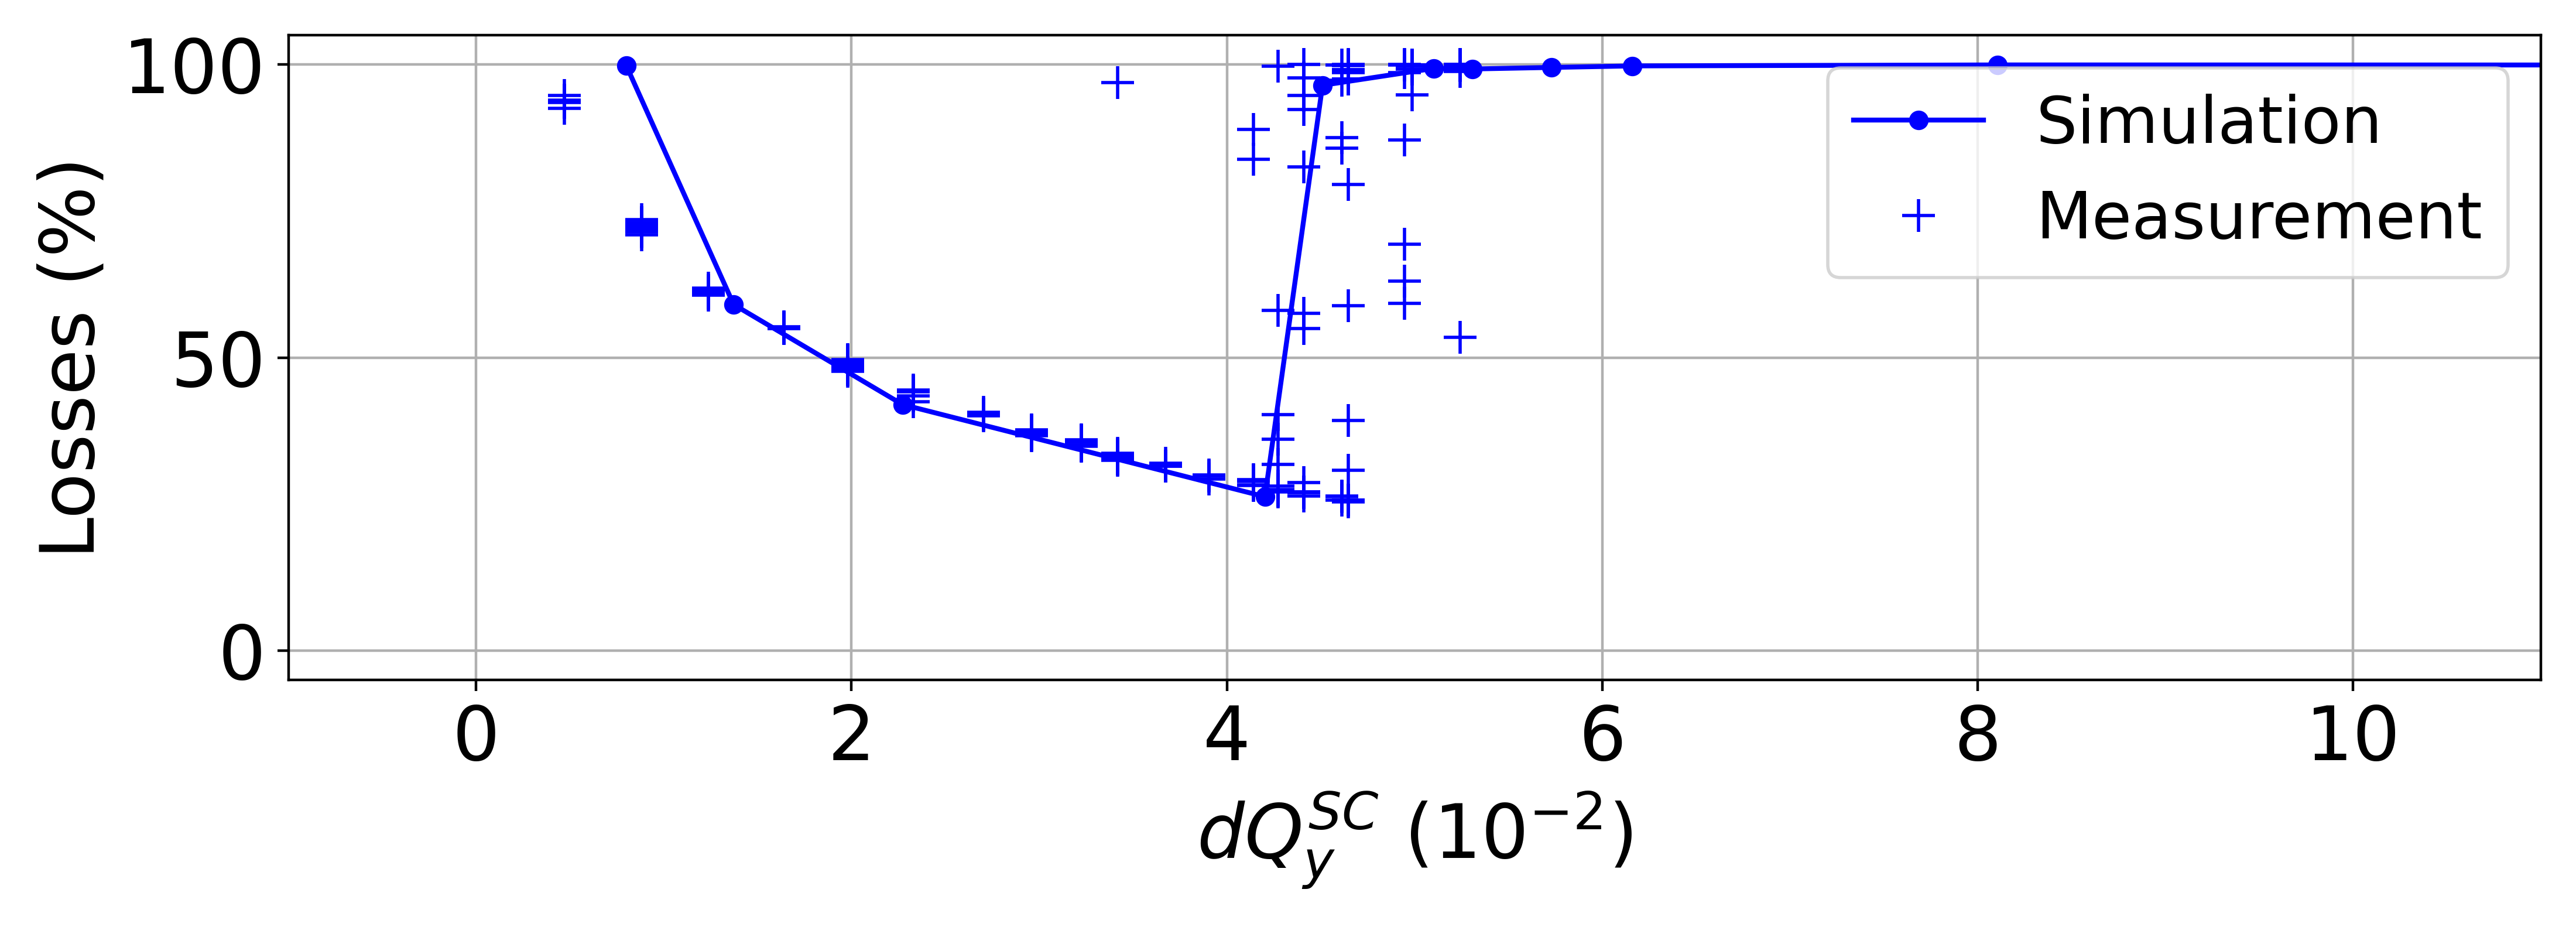 100
50
0
Losses (%)
Simulation
Measurement
0 2 4 6 8 10
dQ_y^{SC} (10^{-2})